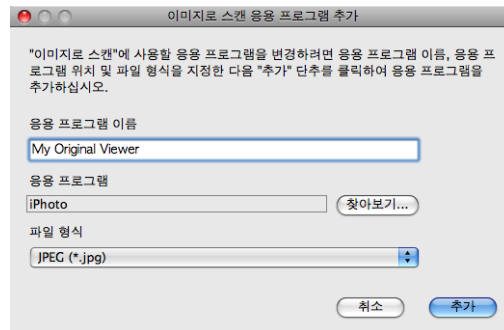 이미지로 스캔 응용 프로그램 추가
"이미지로 스캔"에 사용할 응용 프로그램을 변경하려면 응용 프로그램 이름, 응용 프
로그램 위치 및 파일 형식을 지정한 다음 "추가" 단추를 클릭하여 응용 프로그램을
추가하십시오.
응용 프로그램 이름
My Original Viewer
응용 프로그램
iPhoto
찾아보기...
파일 형식
JPEG (*.jpg)
취소
추가